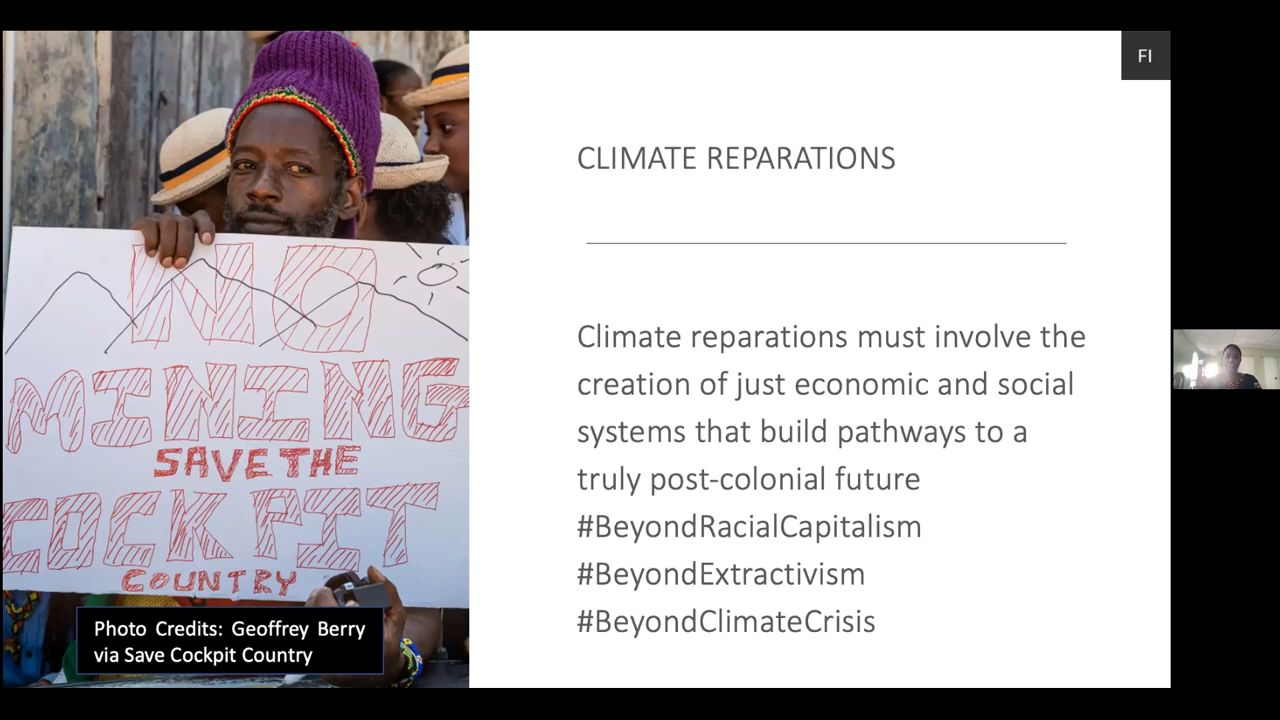 NO
MINING
SAVE THE
COCKPIT
COUNTRY
Photo Credits: Geoffrey Berry
via Save Cockpit Country
FI
CLIMATE REPARATIONS
Climate reparations must involve the
creation of just economic and social
systems that build pathways to a
truly post-colonial future
#BeyondRacialCapitalism
#BeyondExtractivism
#BeyondClimateCrisis